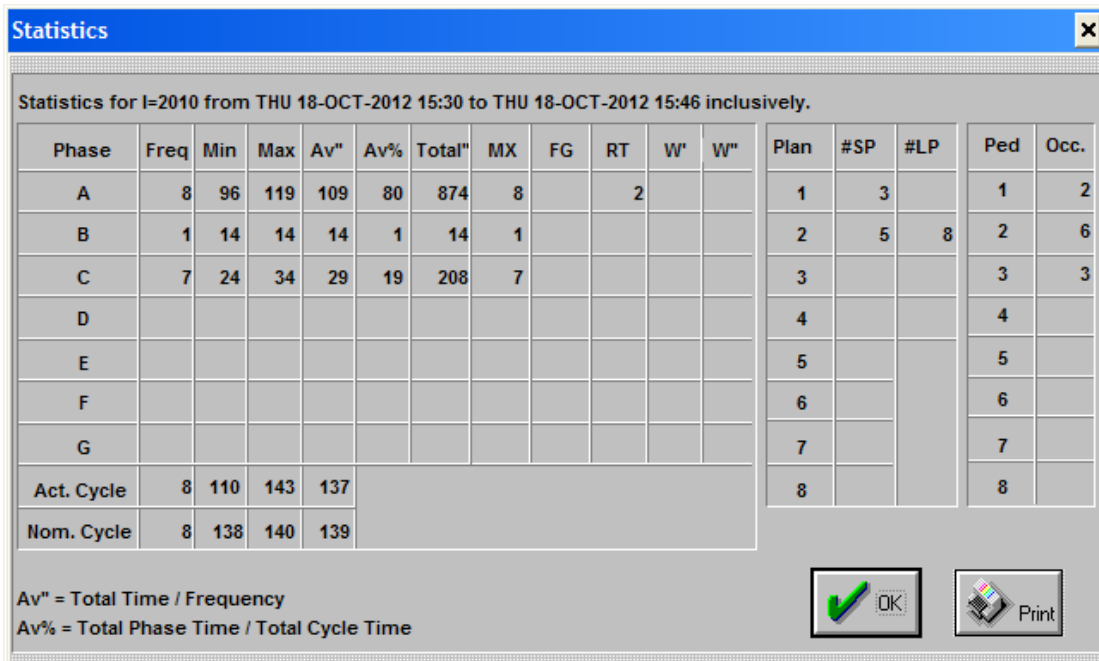 Statistics
Statistics for I=2010 from THU 18-OCT-2012 15:30 to THU 18-OCT-2012 15:46 inclusively.
Phase Freq Min Max Av" Av% Total" MX FG RT W' W"
A 8 96 119 109 80 874 8 2
B 1 14 14 14 1 14 1
C 7 24 34 29 19 208 7
D
E
F
G
Act. Cycle 8 110 143 137
Nom. Cycle 8 138 140 139
Plan #SP #LP
1 3
2 5 8
3
4
5
6
7
8
Ped Occ.
1 2
2 6
3 3
4
5
6
7
8
Av" = Total Time / Frequency
Av% = Total Phase Time / Total Cycle Time
OK
Print